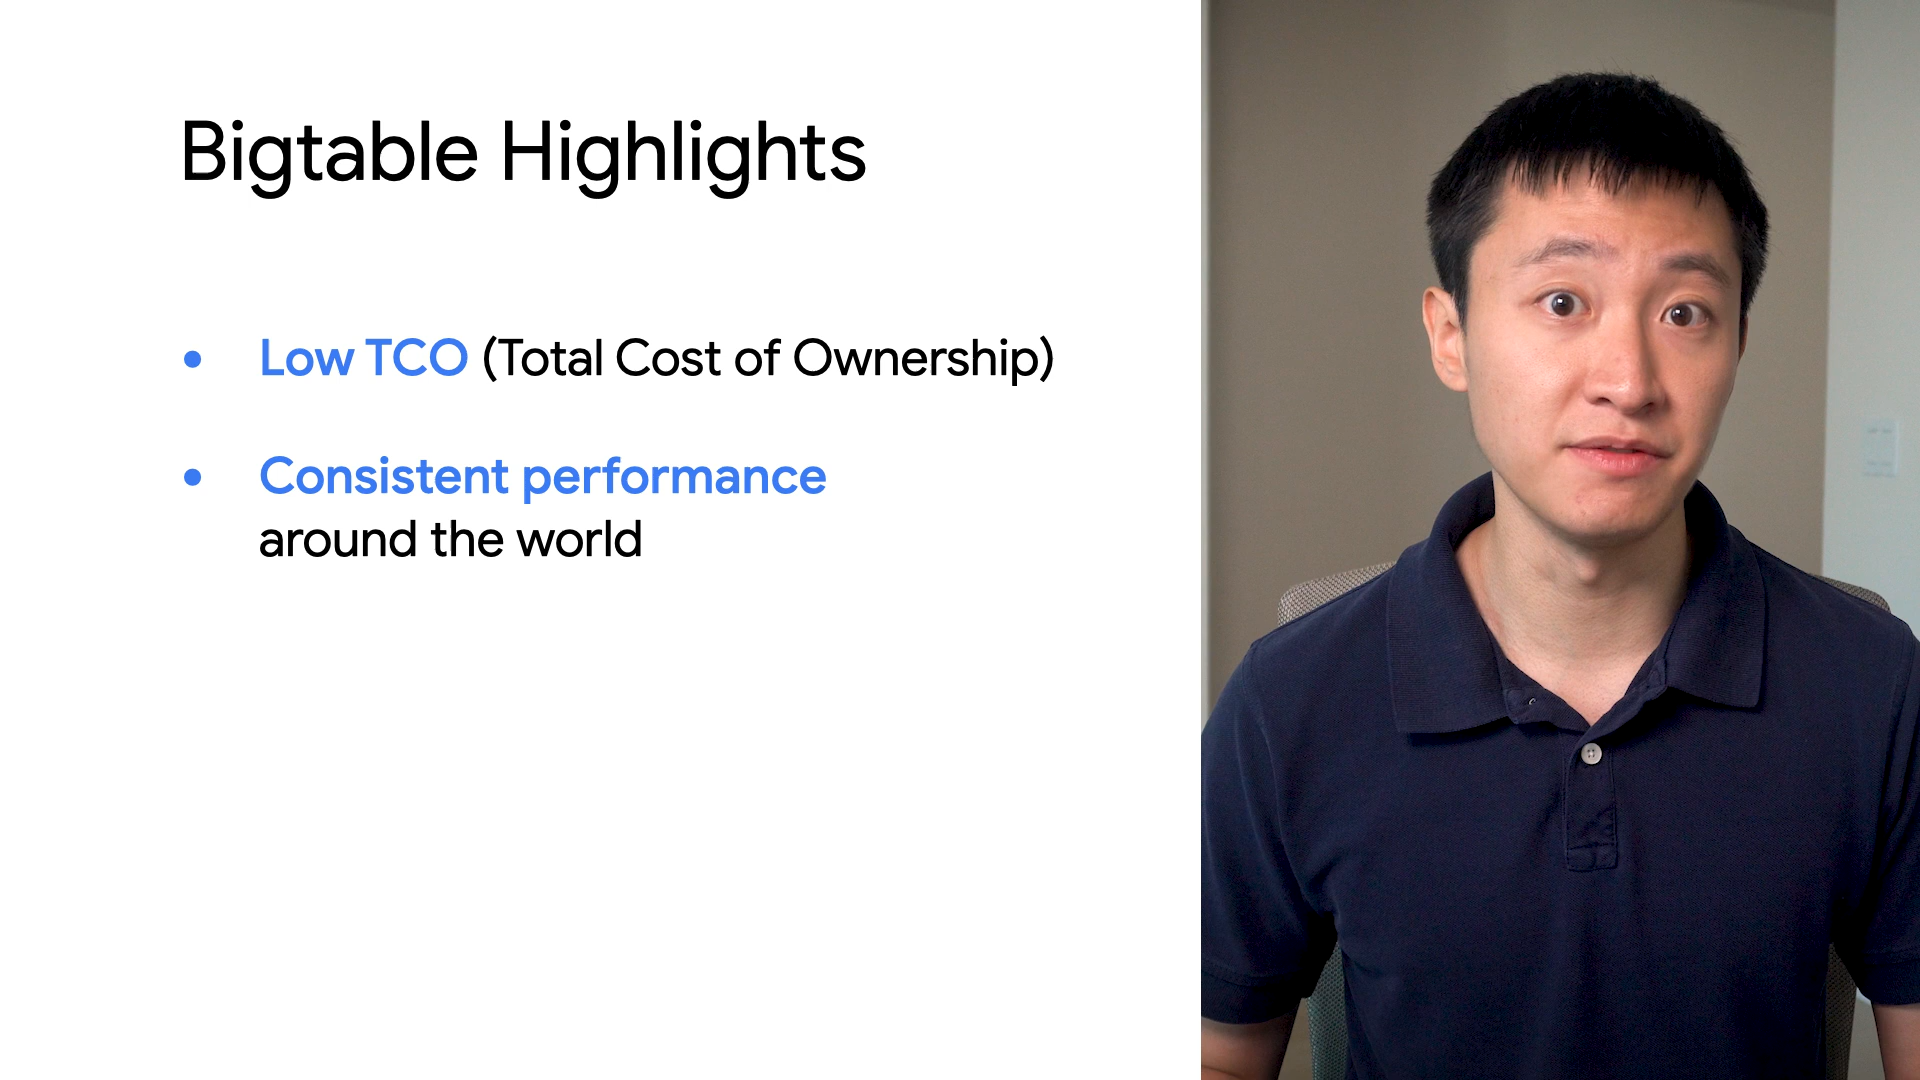 Bigtable Highlights
• Low TCO (Total Cost of Ownership)
• Consistent performance
around the world